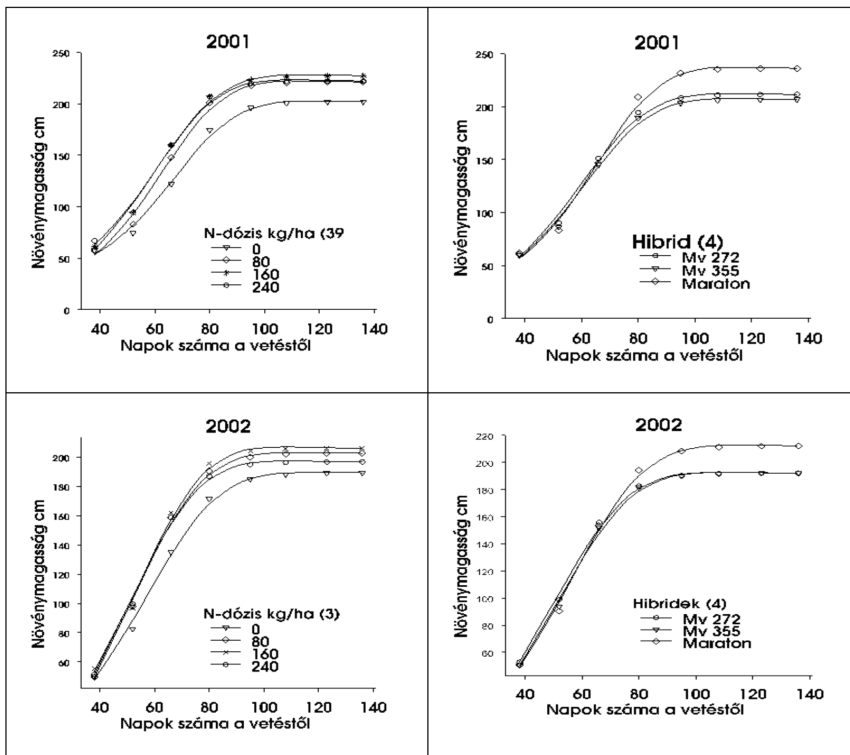 2001
250
200
150
100
50
0
Növénymagasság cm
N-dózis kg/ha (39
0
80
160
240
40 60 80 100 120 140
Napok száma a vetéstől
2001
250
200
150
100
50
0
Növénymagasság cm
Hibrid (4)
Mv 272
Mv 355
Maraton
40 60 80 100 120 140
Napok száma a vetéstől
2002
200
180
160
140
120
100
80
60
Növénymagasság cm
N-dózis kg/ha (3)
0
80
160
240
40 60 80 100 120 140
Napok száma a vetéstől
2002
220
200
180
160
140
120
100
80
60
Növénymagasság cm
Hibridek (4)
Mv 272
Mv 355
Maraton
40 60 80 100 120 140
Napok száma a vetéstől